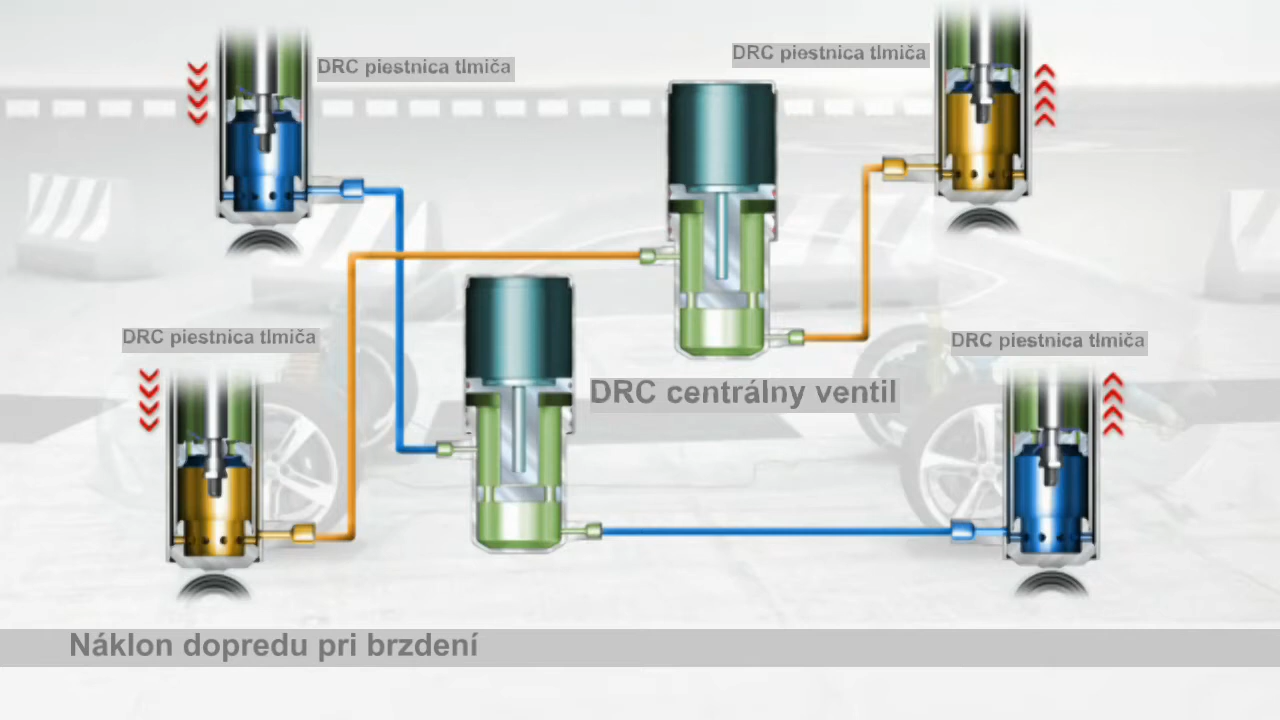 DRC piestnica tlmiča
DRC piestnica tlmiča
DRC piestnica tlmiča
DRC piestnica tlmiča
DRC centrálny ventil
Náklon dopredu pri brzdení